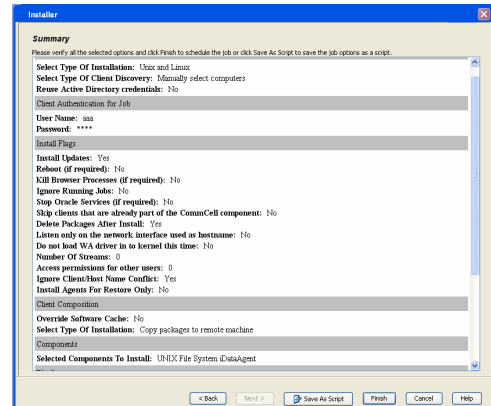 Installer
Summary
Please verify all the selected options and click Finish to schedule the job or click Save As Script to save the job options as a script.
Select Type Of Installation: Unix and Linux
Select Type Of Client Discovery: Manually select computers
Reuse Active Directory credentials: No
Client Authentication for Job
User Name: aaa
Password: ****
Install Flags
Install Updates: Yes
Reboot (if required): No
Kill Browser Processes (if required): No
Ignore Running Jobs: No
Stop Oracle Services (if required): No
Skip clients that are already part of the CommCell component: No
Delete Packages After Install: Yes
Listen only on the network interface used as hostname: No
Do not load WA driver in to kernel this time: No
Number Of Streams: 0
Access permissions for other users: 0
Ignore Client/Host Name Conflict: Yes
Install Agents For Restore Only: No
Client Composition
Override Software Cache: No
Select Type Of Installation: Copy packages to remote machine
Components
Selected Components To Install: UNIX File System iDataAgent
< Back Next > Save As Script Finish Cancel Help